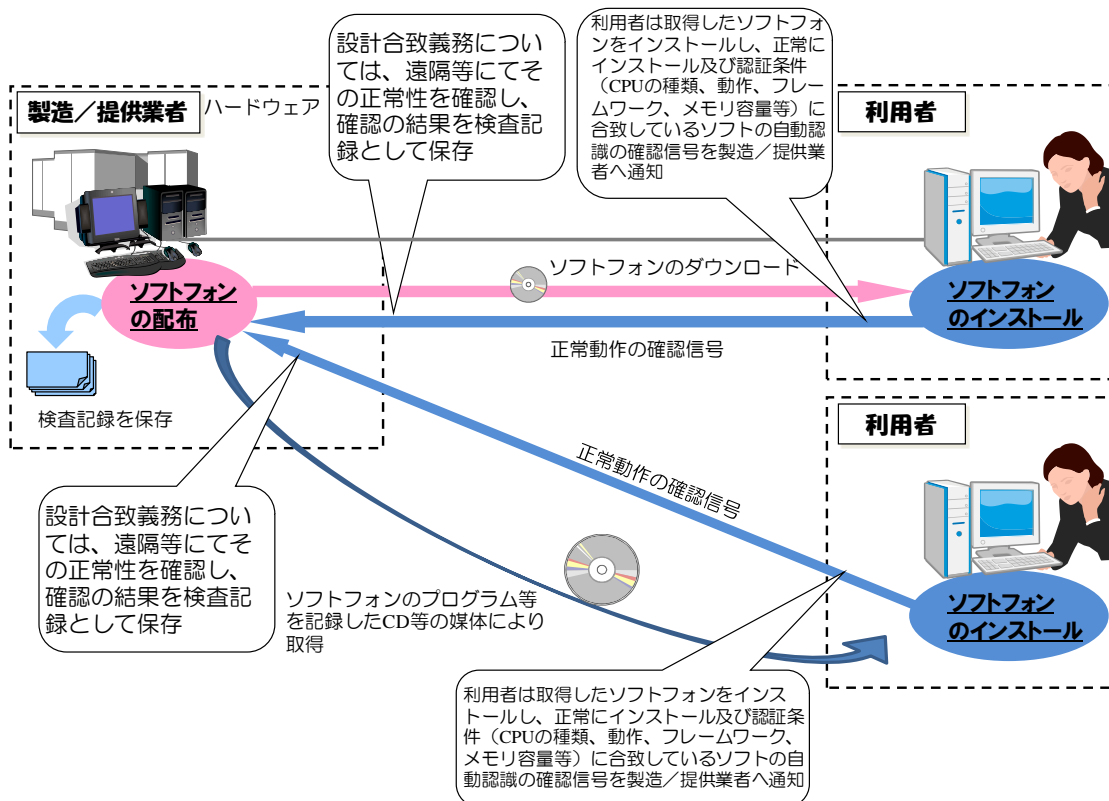 製造／提供業者
ハードウェア
設計合致義務につい
ては、遠隔等にてそ
の正常性を確認し、
確認の結果を検査記
録として保存
利用者は取得したソフトフォ
ンをインストールし、正常に
インストール及び認証条件
（CPUの種類、動作、フレー
ムワーク、メモリ容量等）に
合致しているソフトの自動認
識の確認信号を製造／提供業
者へ通知
利用者
ソフトフォンのダウンロード
ソフトフォン
の配布
ソフトフォン
のインストール
正常動作の確認信号
検査記録を保存
利用者
正常動作の確認信号
設計合致義務につい
ては、遠隔等にてそ
の正常性を確認し、
確認の結果を検査記
録として保存
ソフトフォンのプログラム等
を記録したCD等の媒体により
取得
ソフトフォン
のインストール
利用者は取得したソフトフォンをインス
トールし、正常にインストール及び認証条
件（CPUの種類、動作、フレームワーク、
メモリ容量等）に合致しているソフトの自
動認識の確認信号を製造／提供業者へ通知